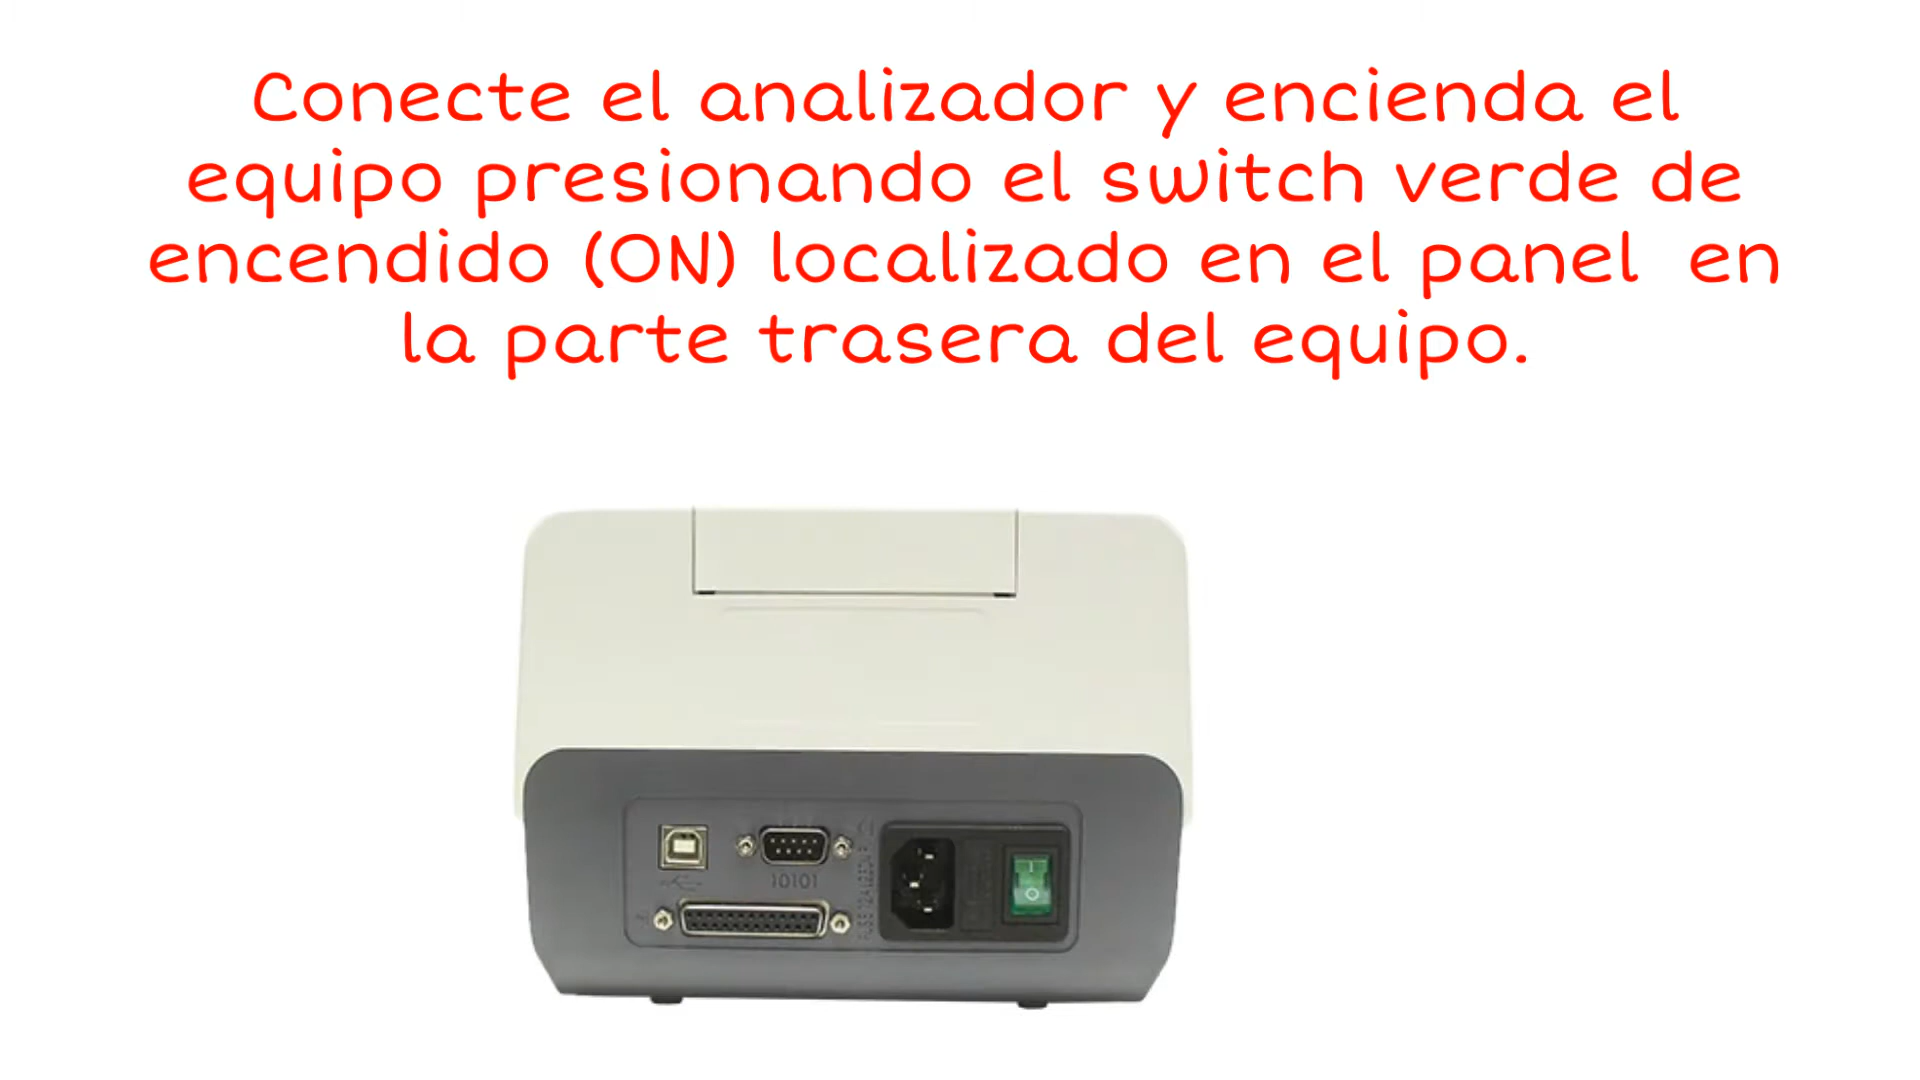 Conecte el analizador y encienda el
equipo presionando el switch verde de
encendido (ON) localizado en el panel  en
la parte trasera del equipo.
10101